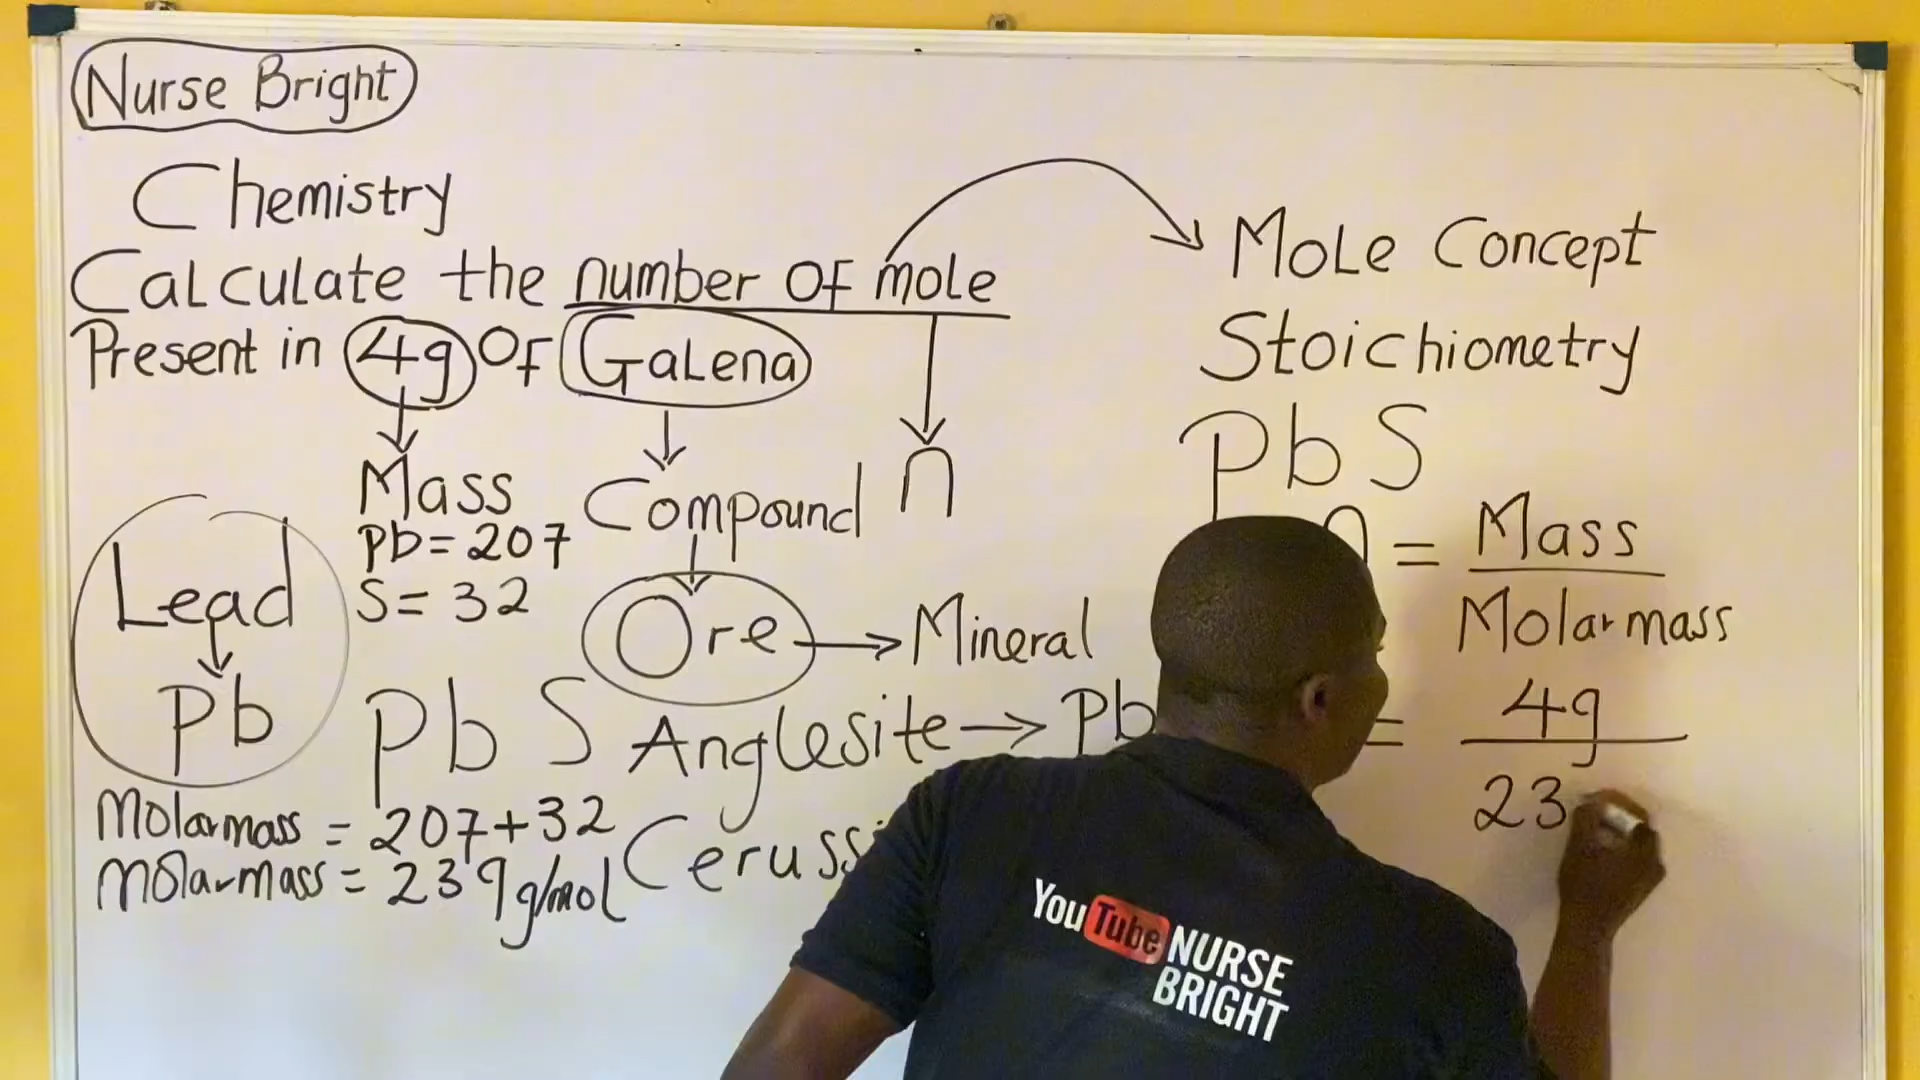 Nurse Bright
Chemistry
Calculate the number of mole
Present in 4g of Galena
Mass
Compound
n
Pb = 207
S = 32
Lead
Pb
Ore → Mineral
PbS
Anglesite → Pb
Molarmass = 207+32
Molarmass = 239g/mol
Ceruss
Mole Concept
Stoichiometry
PbS
n = Mass
Molarmass
= 4g
23
YouTube NURSE
BRIGHT